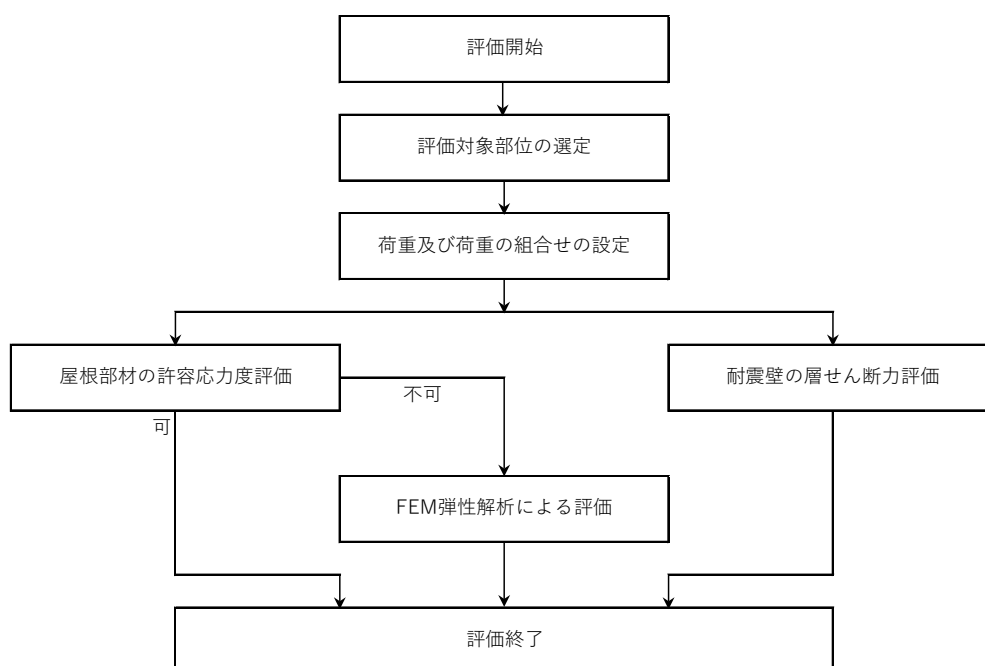 評価開始
評価対象部位の選定
荷重及び荷重の組合せの設定
屋根部材の許容応力度評価
耐震壁の層せん断力評価
不可
可
FEM弾性解析による評価
評価終了